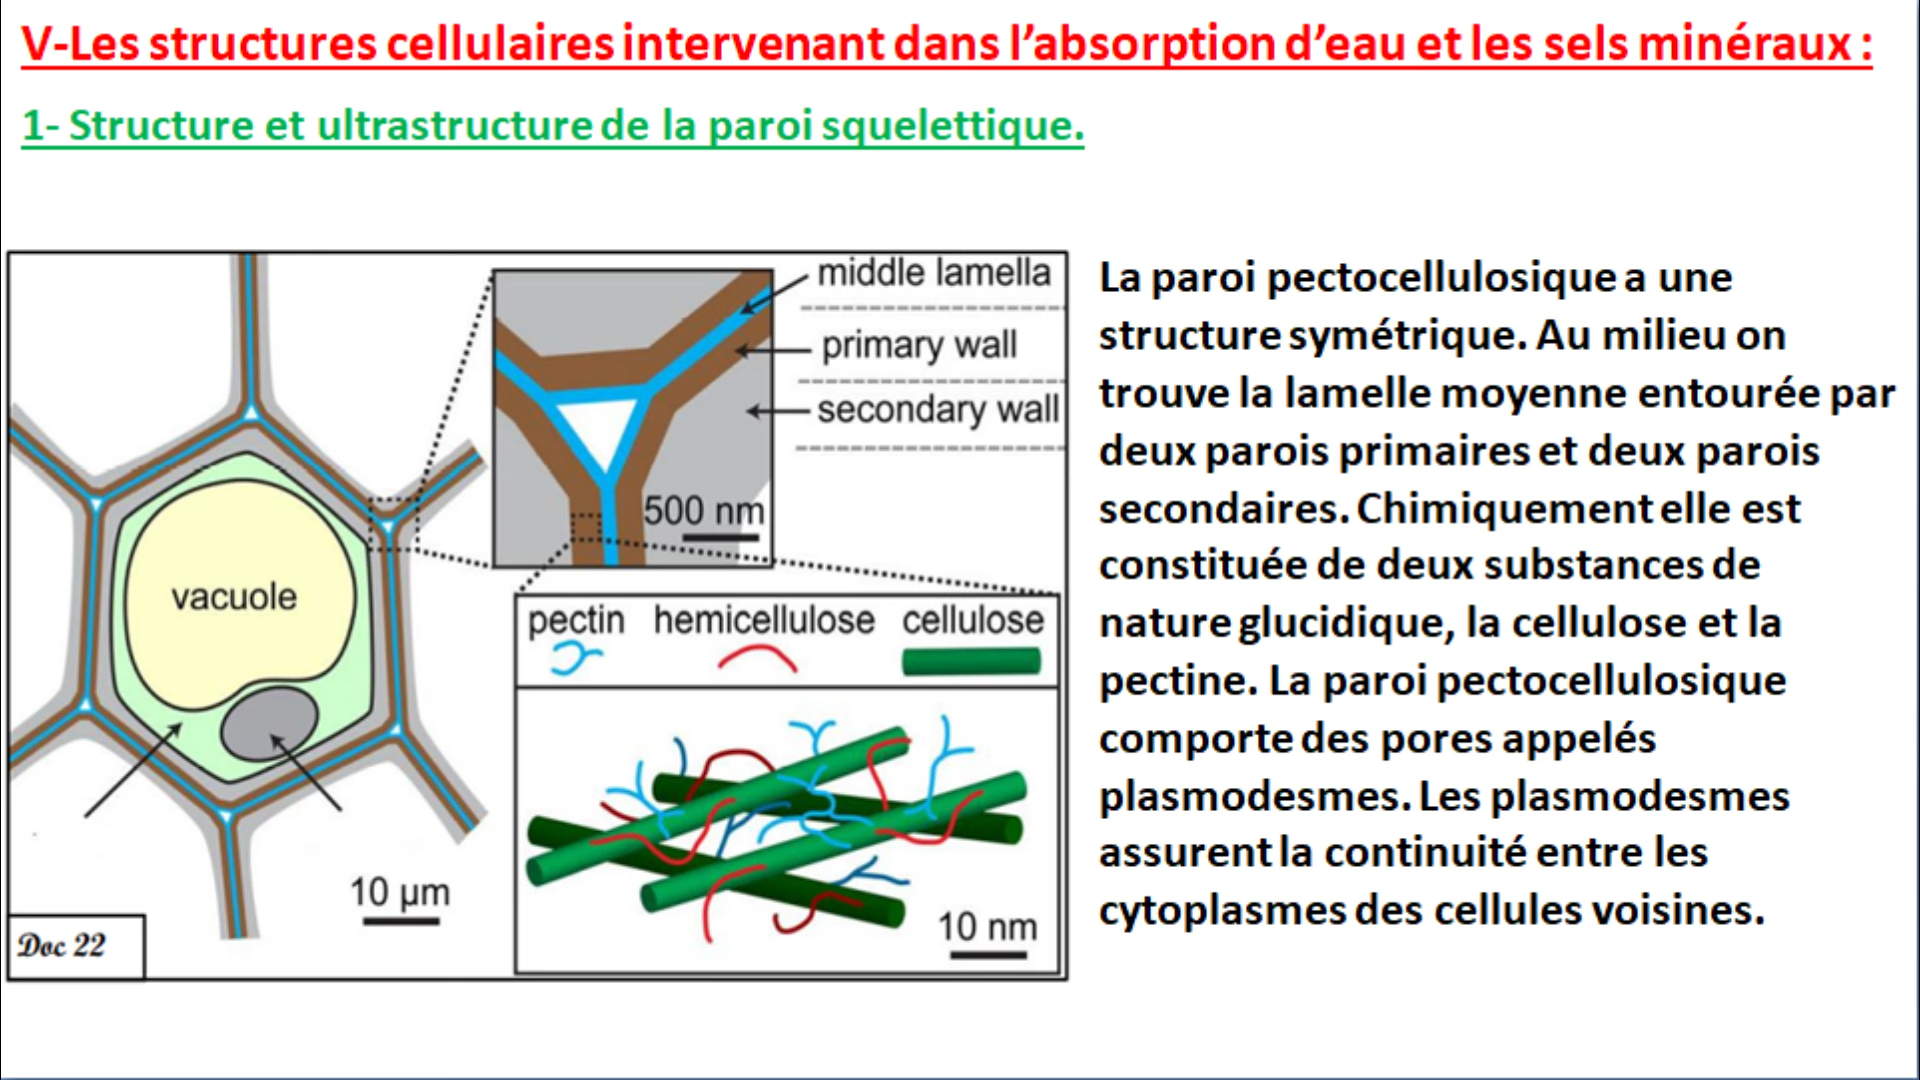 V-Les structures cellulaires intervenant dans l’absorption d’eau et les sels minéraux :
1- Structure et ultrastructure de la paroi squelettique.
middle lamella
primary wall
secondary wall
500 nm
vacuole
pectin hemicellulose cellulose
10 µm
10 nm
Doc 22
La paroi pectocellulosique a une
structure symétrique. Au milieu on
trouve la lamelle moyenne entourée par
deux parois primaires et deux parois
secondaires. Chimiquement elle est
constituée de deux substances de
nature glucidique, la cellulose et la
pectine. La paroi pectocellulosique
comporte des pores appelés
plasmodesmes. Les plasmodesmes
assurent la continuité entre les
cytoplasmes des cellules voisines.